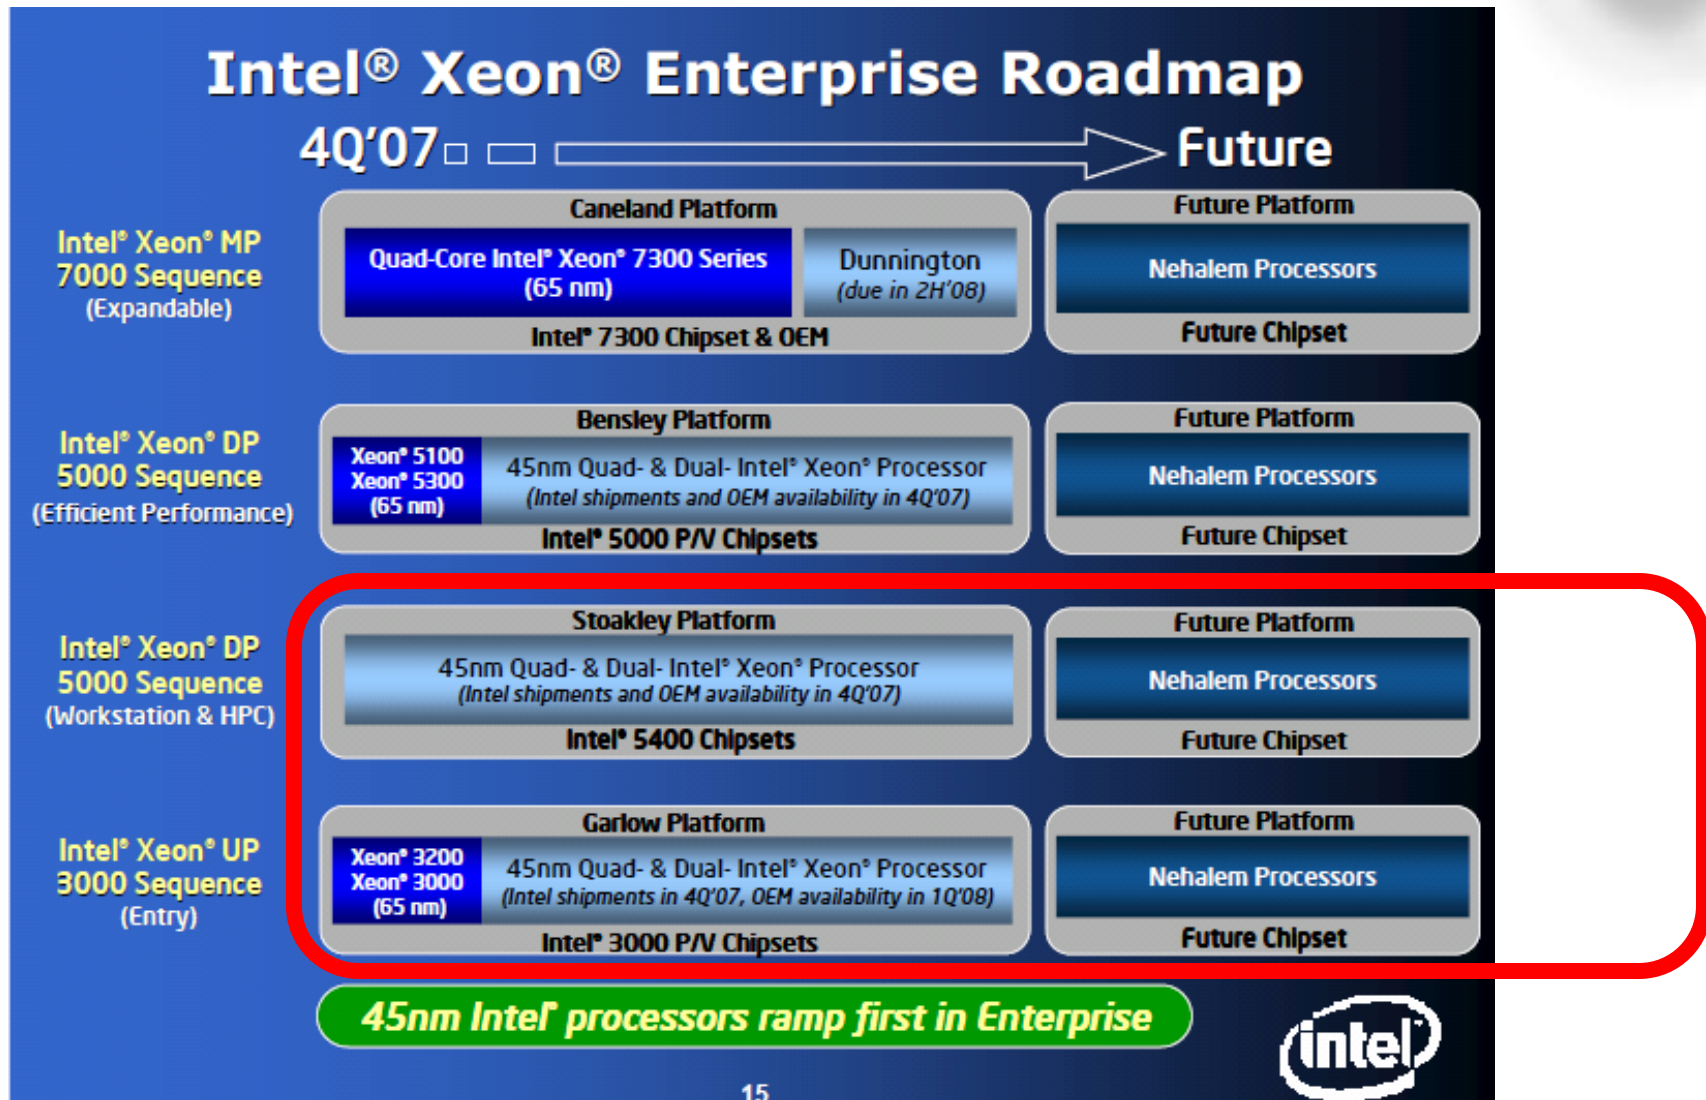 Intel® Xeon® Enterprise Roadmap
4Q'07
Future
Intel® Xeon® MP
7000 Sequence
(Expandable)
Caneland Platform
Quad-Core Intel® Xeon® 7300 Series
(65 nm)
Dunnington
(due in 2H'08)
Intel® 7300 Chipset & OEM
Future Platform
Nehalem Processors
Future Chipset
Intel® Xeon® DP
5000 Sequence
(Efficient Performance)
Bensley Platform
Xeon® 5100
Xeon® 5300
(65 nm)
45nm Quad- & Dual- Intel® Xeon® Processor
(Intel shipments and OEM availability in 4Q'07)
Intel® 5000 P/V Chipsets
Future Platform
Nehalem Processors
Future Chipset
Intel® Xeon® DP
5000 Sequence
(Workstation & HPC)
Stoakley Platform
45nm Quad- & Dual- Intel® Xeon® Processor
(Intel shipments and OEM availability in 4Q'07)
Intel® 5400 Chipsets
Future Platform
Nehalem Processors
Future Chipset
Intel® Xeon® UP
3000 Sequence
(Entry)
Garlow Platform
Xeon® 3200
Xeon® 3000
(65 nm)
45nm Quad- & Dual- Intel® Xeon® Processor
(Intel shipments in 4Q'07, OEM availability in 1Q'08)
Intel® 3000 P/V Chipsets
Future Platform
Nehalem Processors
Future Chipset
45nm Intel® processors ramp first in Enterprise
intel®
15